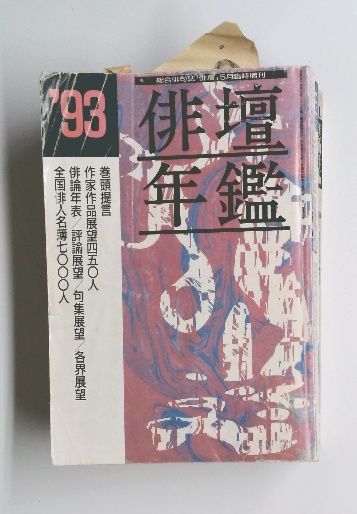 総合俳句誌「俳壇」5月臨時増刊
'93
俳壇
年鑑
巻頭提言
作家作品展望四五〇人
俳論年表／評論展望／句集展望／各界展望
全国俳人名簿七〇〇〇人